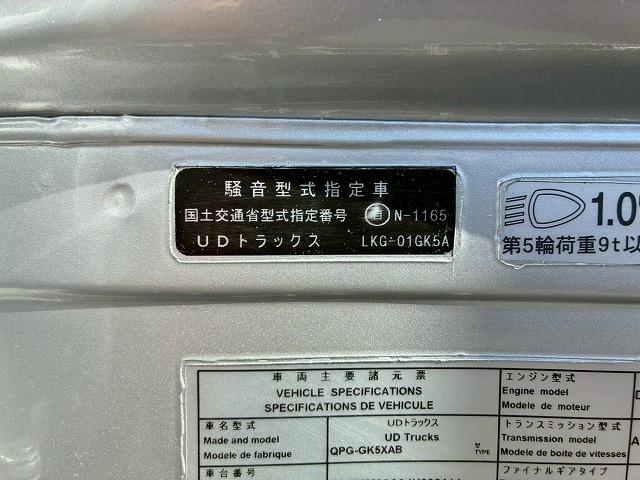 騒音型式指定車
国土交通省型式指定番号 N-1165
UDトラックス LKG-01GK5A
1.0
第5輪荷重9t以
車両主要諸元票
VEHICLE SPECIFICATIONS
SPECIFICATIONS DE VEHICULE
エンジン型式
Engine model
Modele de moteur
車名型式
Made and model
Modele de fabrique
UDトラックス
UD Trucks
QPG-GK5XAB
型
TYPE
トランスミッション型式
Transmission model
Modele de boite de vitesses
A
車台番号
ファイナルギアタイプ